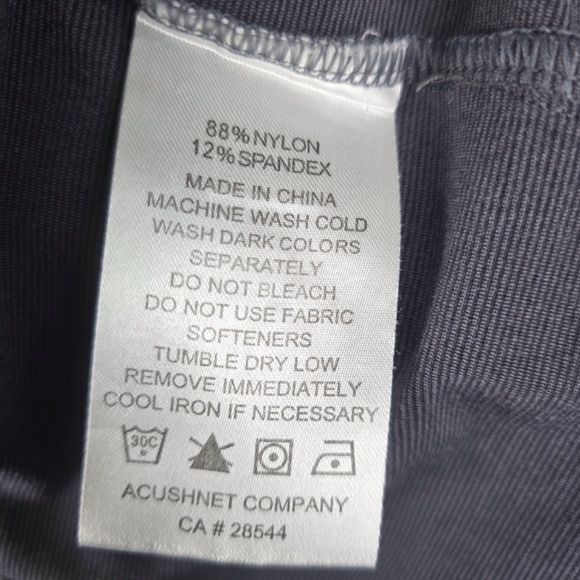 88%NYLON
12%SPANDEX
MADE IN CHINA
MACHINE WASH COLD
WASH DARK COLORS
SEPARATELY
DO NOT BLEACH
DO NOT USE FABRIC
SOFTENERS
TUMBLE DRY LOW
REMOVE IMMEDIATELY
COOL IRON IF NECESSARY
30C
ACUSHNET COMPANY
CA # 28544